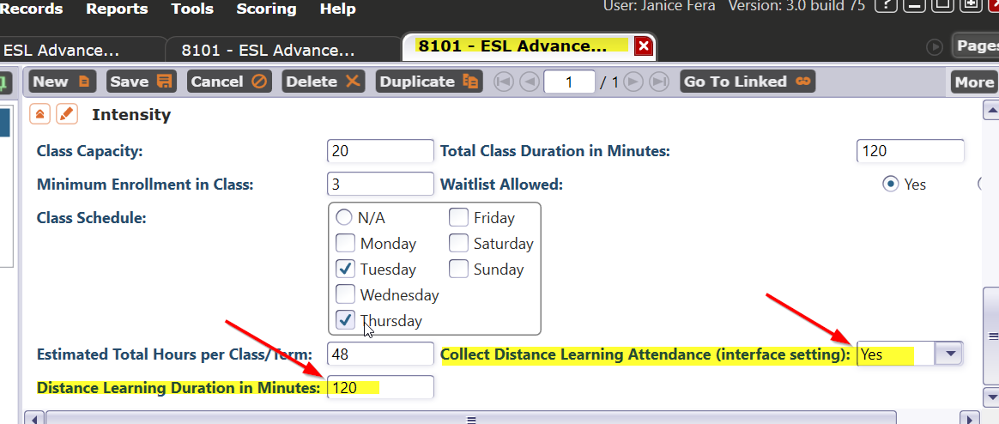 Records Reports Tools Scoring Help User: Janice Fera Version: 3.0 build 75 ?
ESL Advance... 8101 - ESL Advance... 8101 - ESL Advance... Pages
New Save Cancel Delete Duplicate 1 / 1 Go To Linked More
Intensity
Class Capacity: 20 Total Class Duration in Minutes: 120
Minimum Enrollment in Class: 3 Waitlist Allowed: Yes
Class Schedule: N/A Friday
Monday Saturday
Tuesday Sunday
Wednesday
Thursday
Estimated Total Hours per Class/Term: 48 Collect Distance Learning Attendance (interface setting): Yes
Distance Learning Duration in Minutes: 120